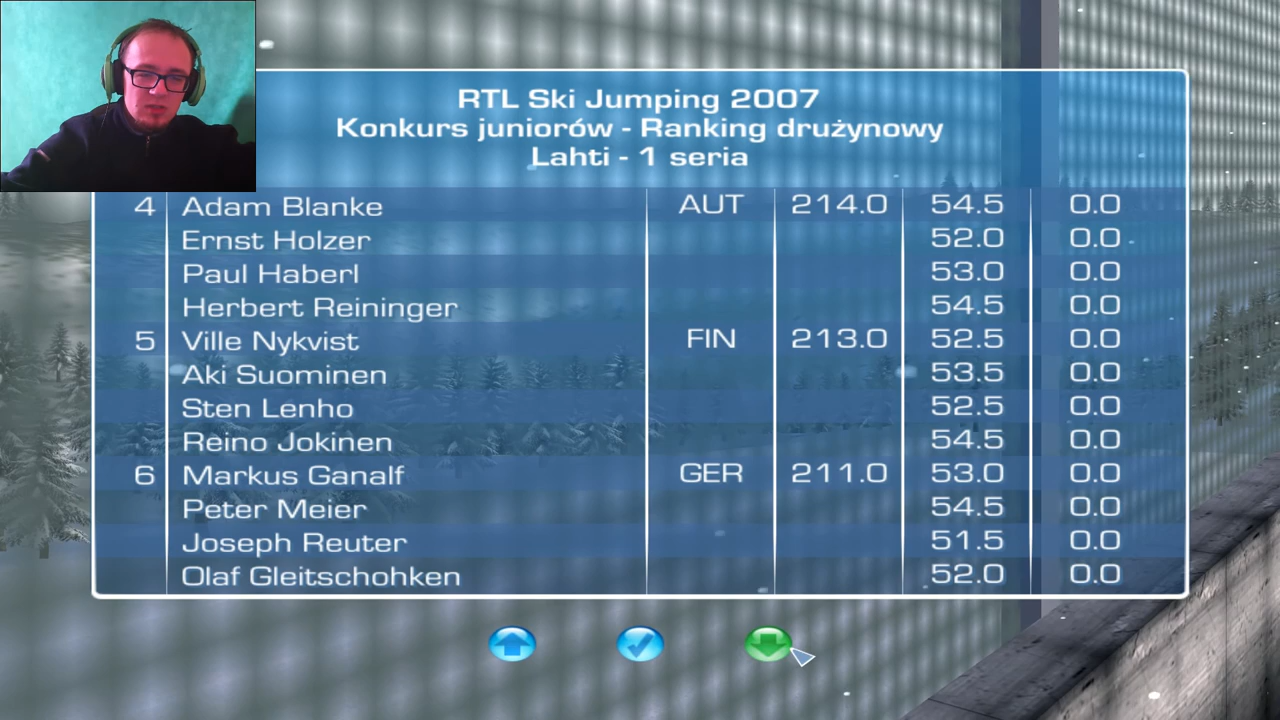 RTL Ski Jumping 2007
Konkurs juniorów - Ranking drużynowy
Lahti - 1 seria
4 Adam Blanke AUT 214.0 54.5 0.0
Ernst Holzer 52.0 0.0
Paul Haberl 53.0 0.0
Herbert Reininger 54.5 0.0
5 Ville Nykvist FIN 213.0 52.5 0.0
Aki Suominen 53.5 0.0
Sten Lenho 52.5 0.0
Reino Jokinen 54.5 0.0
6 Markus Ganalf GER 211.0 53.0 0.0
Peter Meier 54.5 0.0
Joseph Reuter 51.5 0.0
Olaf Gleitschohken 52.0 0.0